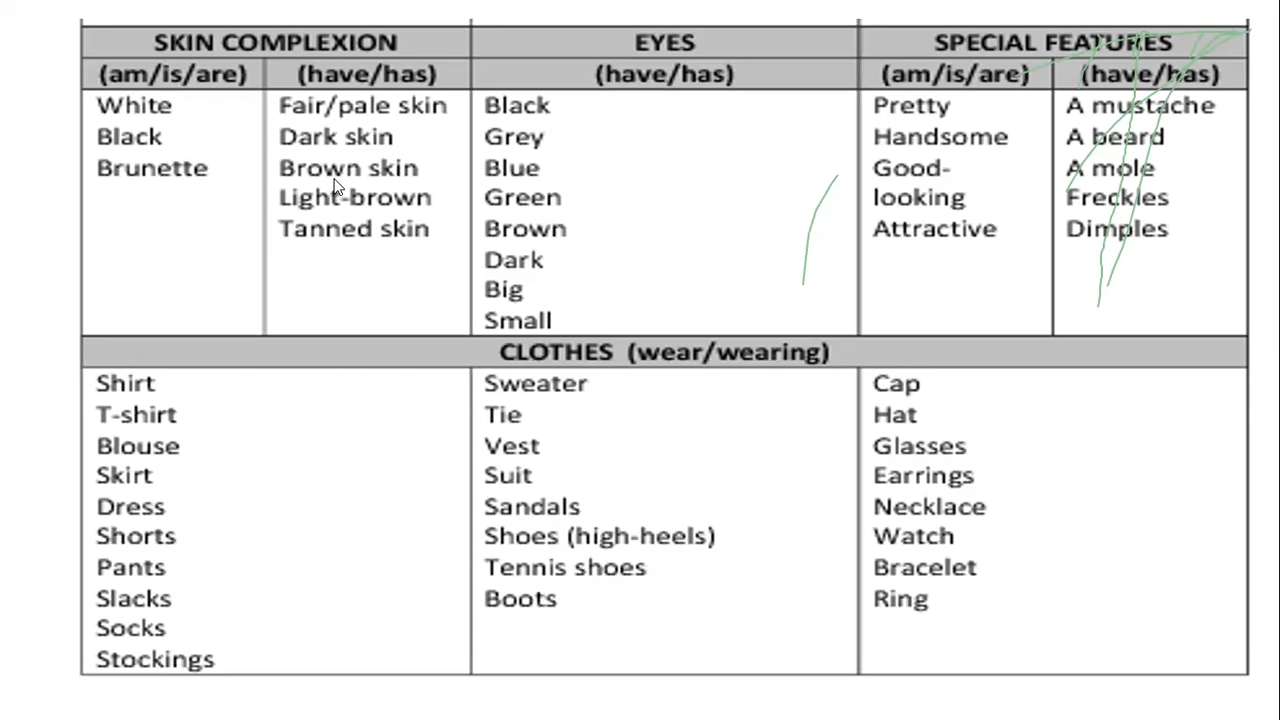 SKIN COMPLEXION EYES SPECIAL FEATURES
(am/is/are) (have/has) (have/has) (am/is/are) (have/has)
White Fair/pale skin Black Pretty A mustache
Black Dark skin Grey Handsome A beard
Brunette Brown skin Blue Good- A mole
Light-brown Green looking Freckles
Tanned skin Brown Attractive Dimples
Dark
Big
Small
CLOTHES (wear/wearing)
Shirt Sweater Cap
T-shirt Tie Hat
Blouse Vest Glasses
Skirt Suit Earrings
Dress Sandals Necklace
Shorts Shoes (high-heels) Watch
Pants Tennis shoes Bracelet
Slacks Boots Ring
Socks
Stockings